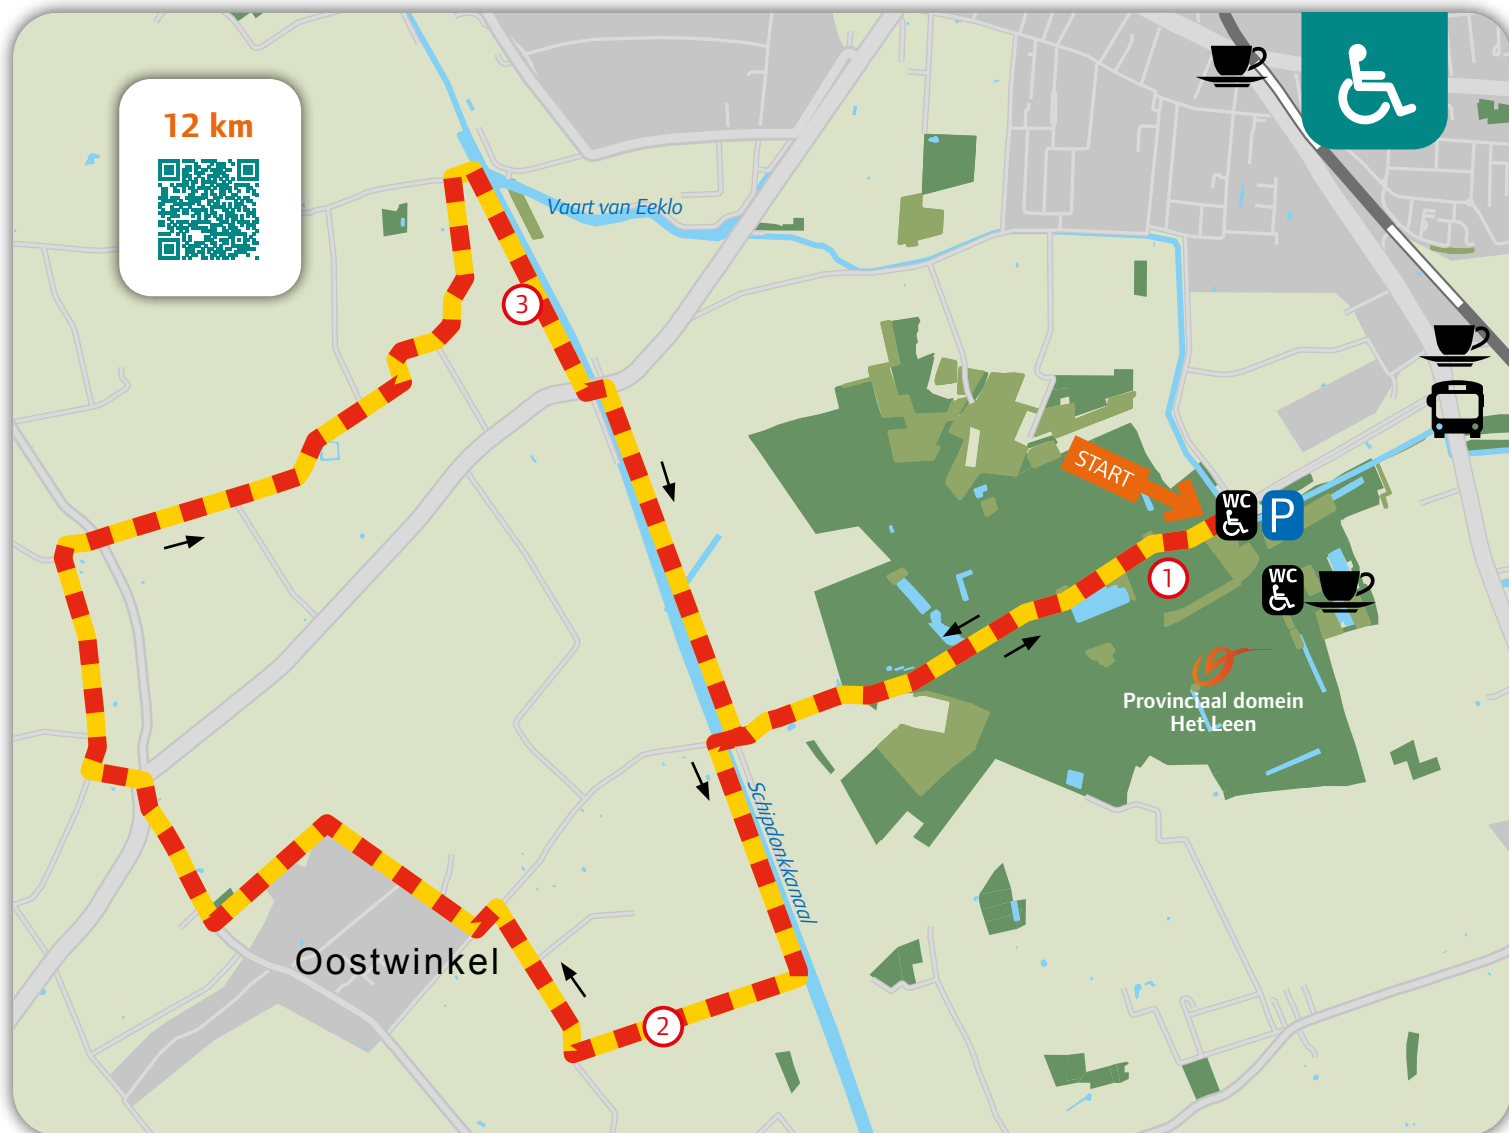 12 km
Vaart van Eeklo
3
START
WC
P
1
WC
Provinciaal domein
Het Leen
Schipdonkkanaal
Oostwinkel
2